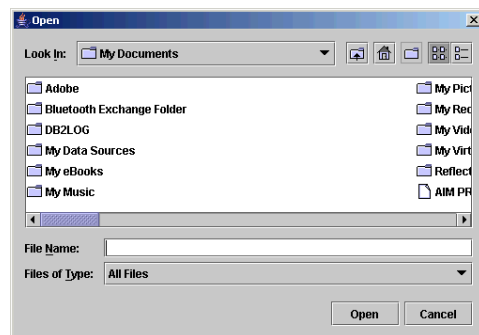 Open
Look In: My Documents
Adobe
Bluetooth Exchange Folder
DB2LOG
My Data Sources
My eBooks
My Music
My Pict
My Rec
My Vide
My Virt
Reflect
AIM PR
File Name:
Files of Type: All Files
Open Cancel